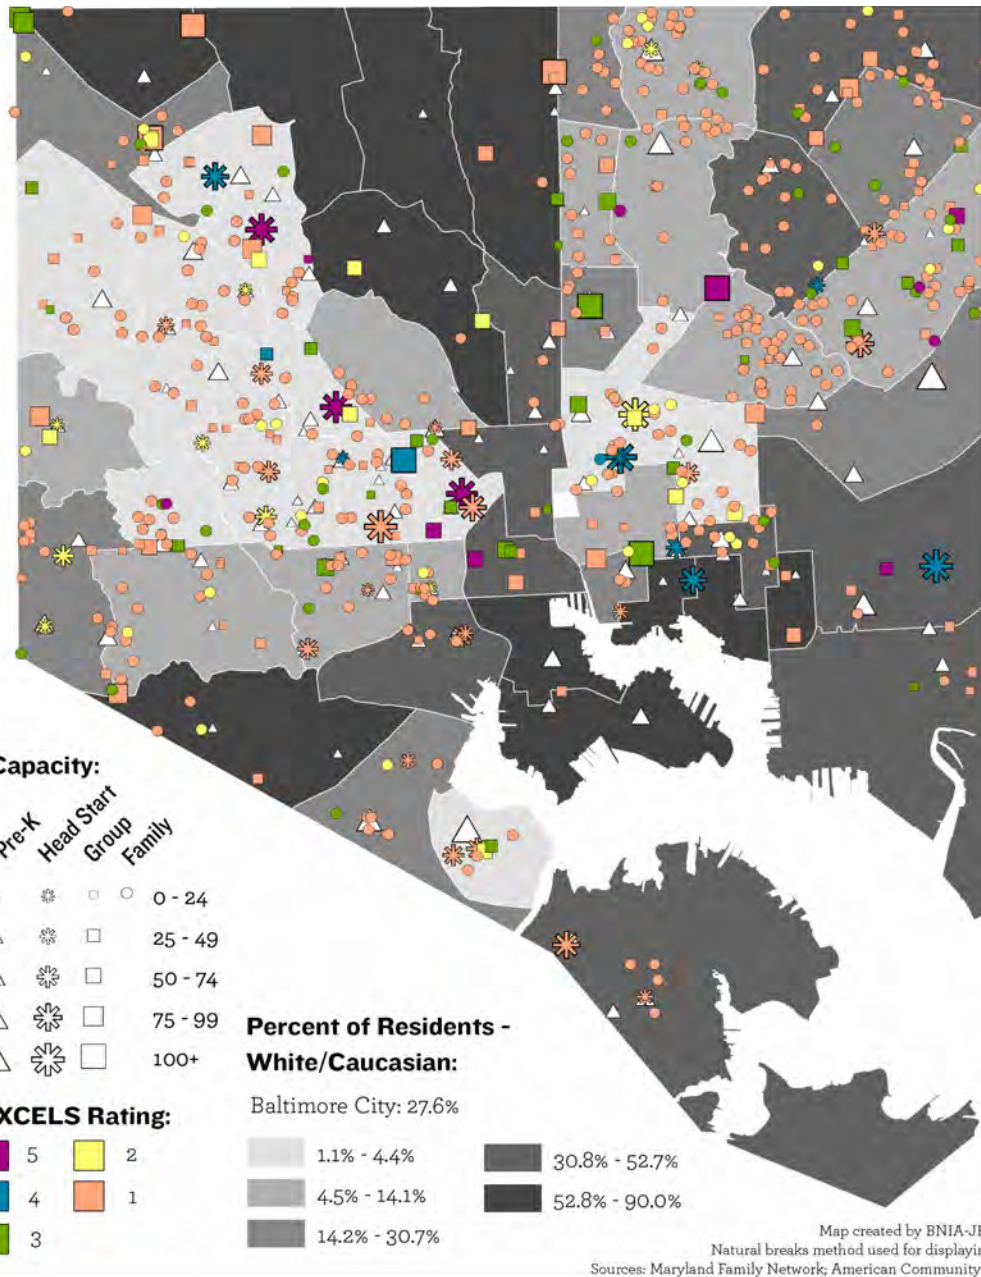 Capacity:
Pre-K
Head Start
Group
Family
0 - 24
25 - 49
50 - 74
75 - 99
100+
XCELS Rating:
5
2
4
1
3
Percent of Residents -
White/Caucasian:
Baltimore City: 27.6%
1.1% - 4.4%
30.8% - 52.7%
4.5% - 14.1%
52.8% - 90.0%
14.2% - 30.7%
Map created by BNIA-JF
Natural breaks method used for displayin
Sources: Maryland Family Network; American Community